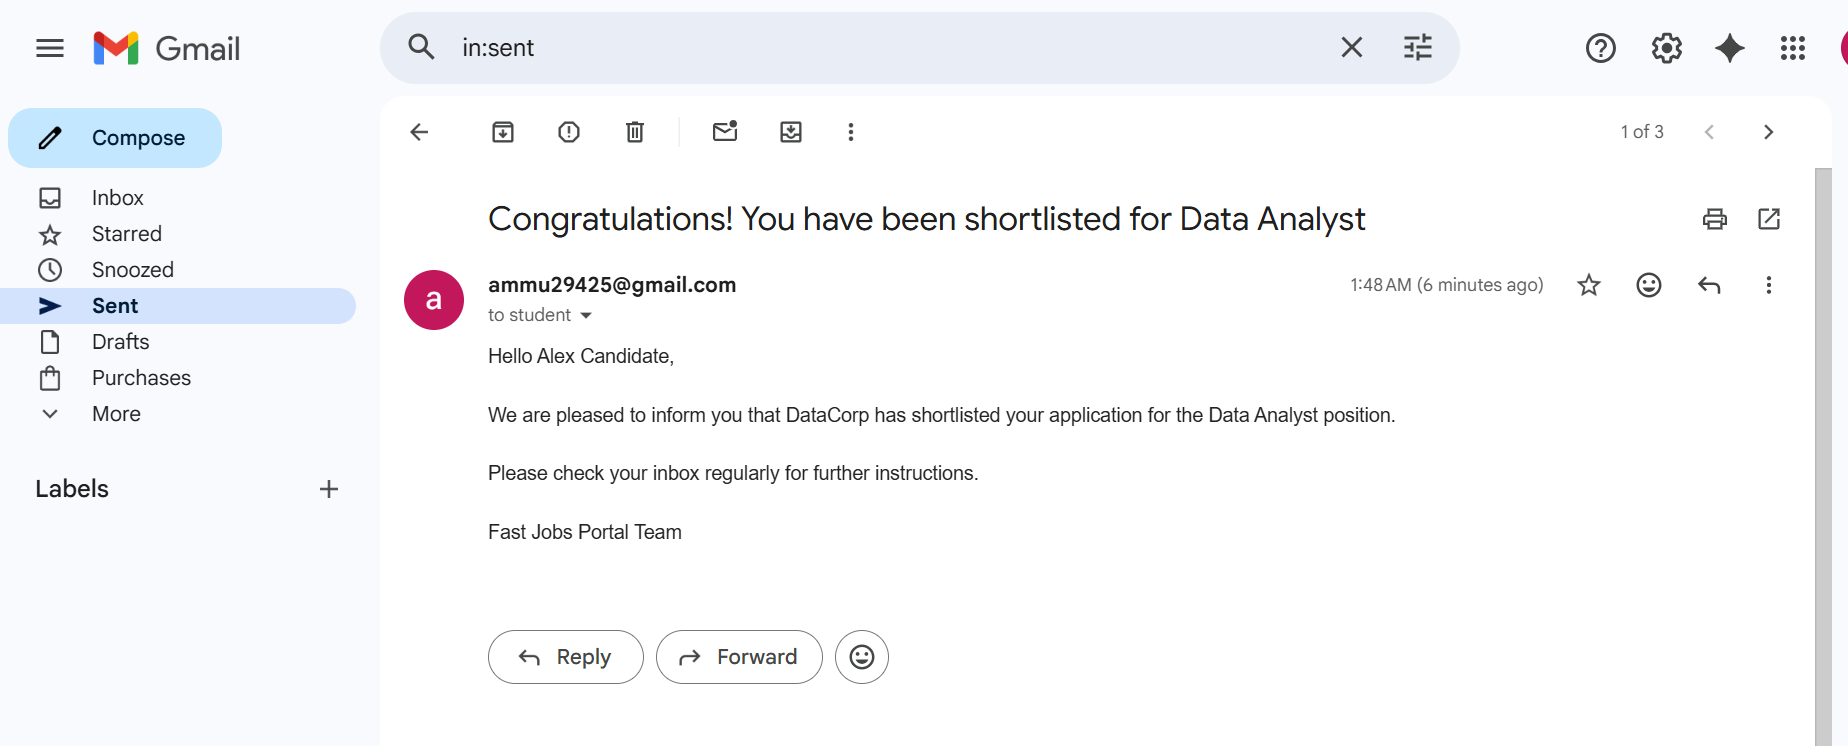 Gmail
in:sent
Compose
Inbox
Starred
Snoozed
Sent
Drafts
Purchases
More
Labels
1 of 3
Congratulations! You have been shortlisted for Data Analyst
a
ammu29425@gmail.com
1:48 AM (6 minutes ago)
to student
Hello Alex Candidate,
We are pleased to inform you that DataCorp has shortlisted your application for the Data Analyst position.
Please check your inbox regularly for further instructions.
Fast Jobs Portal Team
Reply
Forward